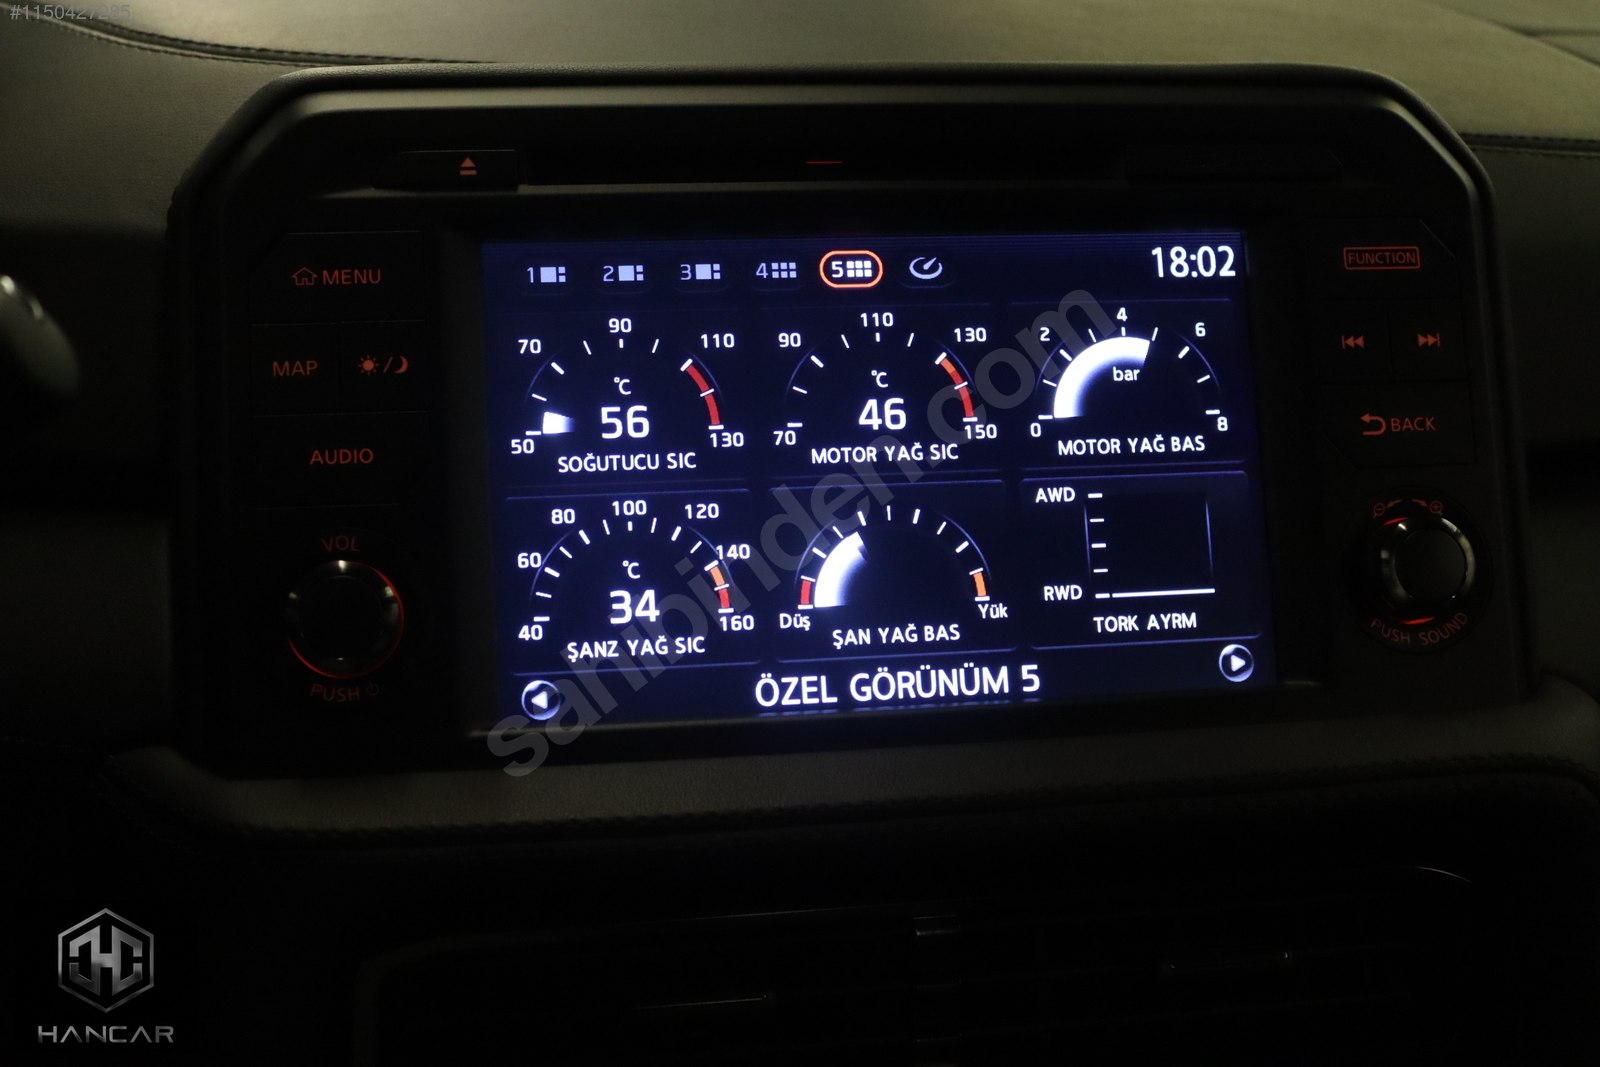 #1150427285
MENU
MAP
AUDIO
VOL
PUSH
1 2 3 4 5
18:02
50 70 90 110 130
°C
56
SOĞUTUCU SIC
70 90 110 130 150
°C
46
MOTOR YAĞ SIC
0 2 4 6 8
bar
MOTOR YAĞ BAS
40 60 80 100 120 140 160
°C
34
ŞANZ YAĞ SIC
Düş Yük
ŞAN YAĞ BAS
AWD
RWD
TORK AYRM
ÖZEL GÖRÜNÜM 5
FUNCTION
BACK
PUSH SOUND
sahibinden.com
HANCAR